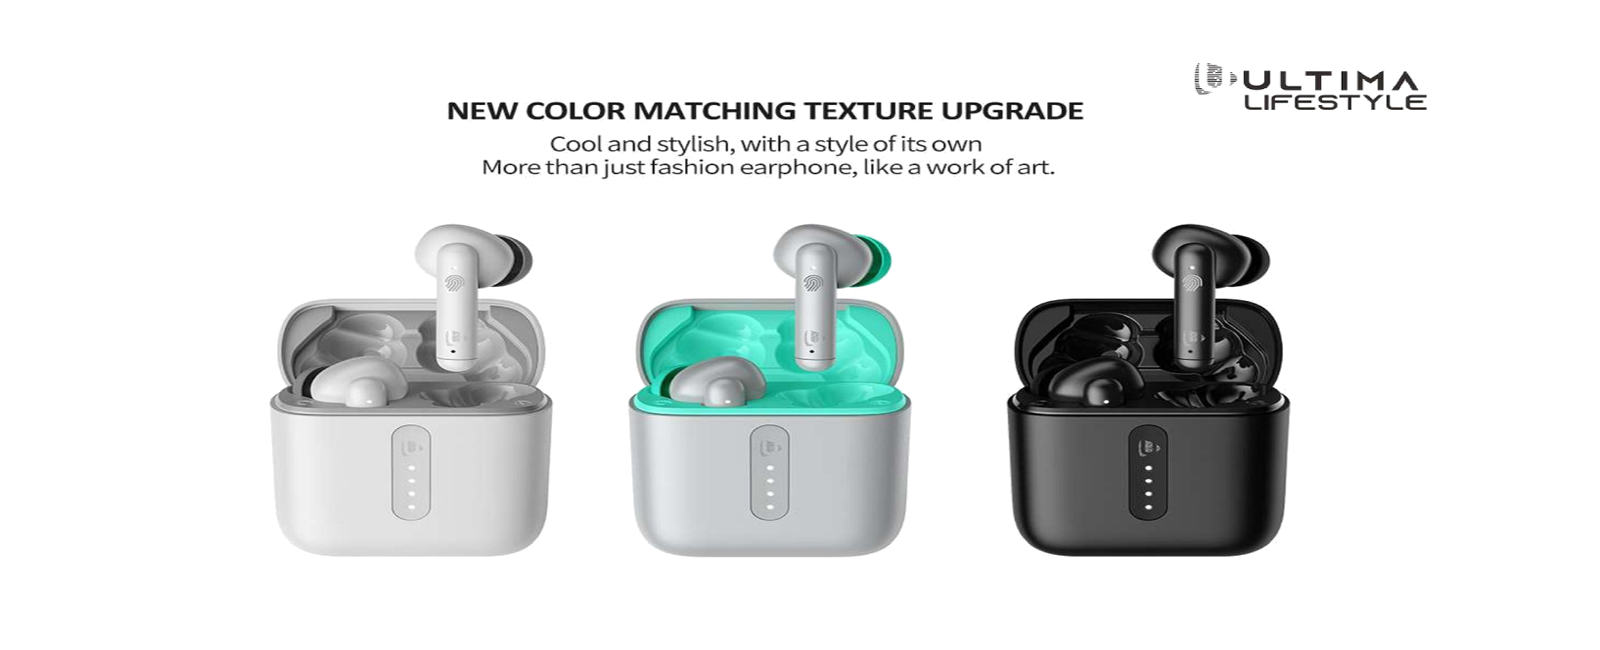 ULTIMA
LIFESTYLE
NEW COLOR MATCHING TEXTURE UPGRADE
Cool and stylish, with a style of its own
More than just fashion earphone, like a work of art.